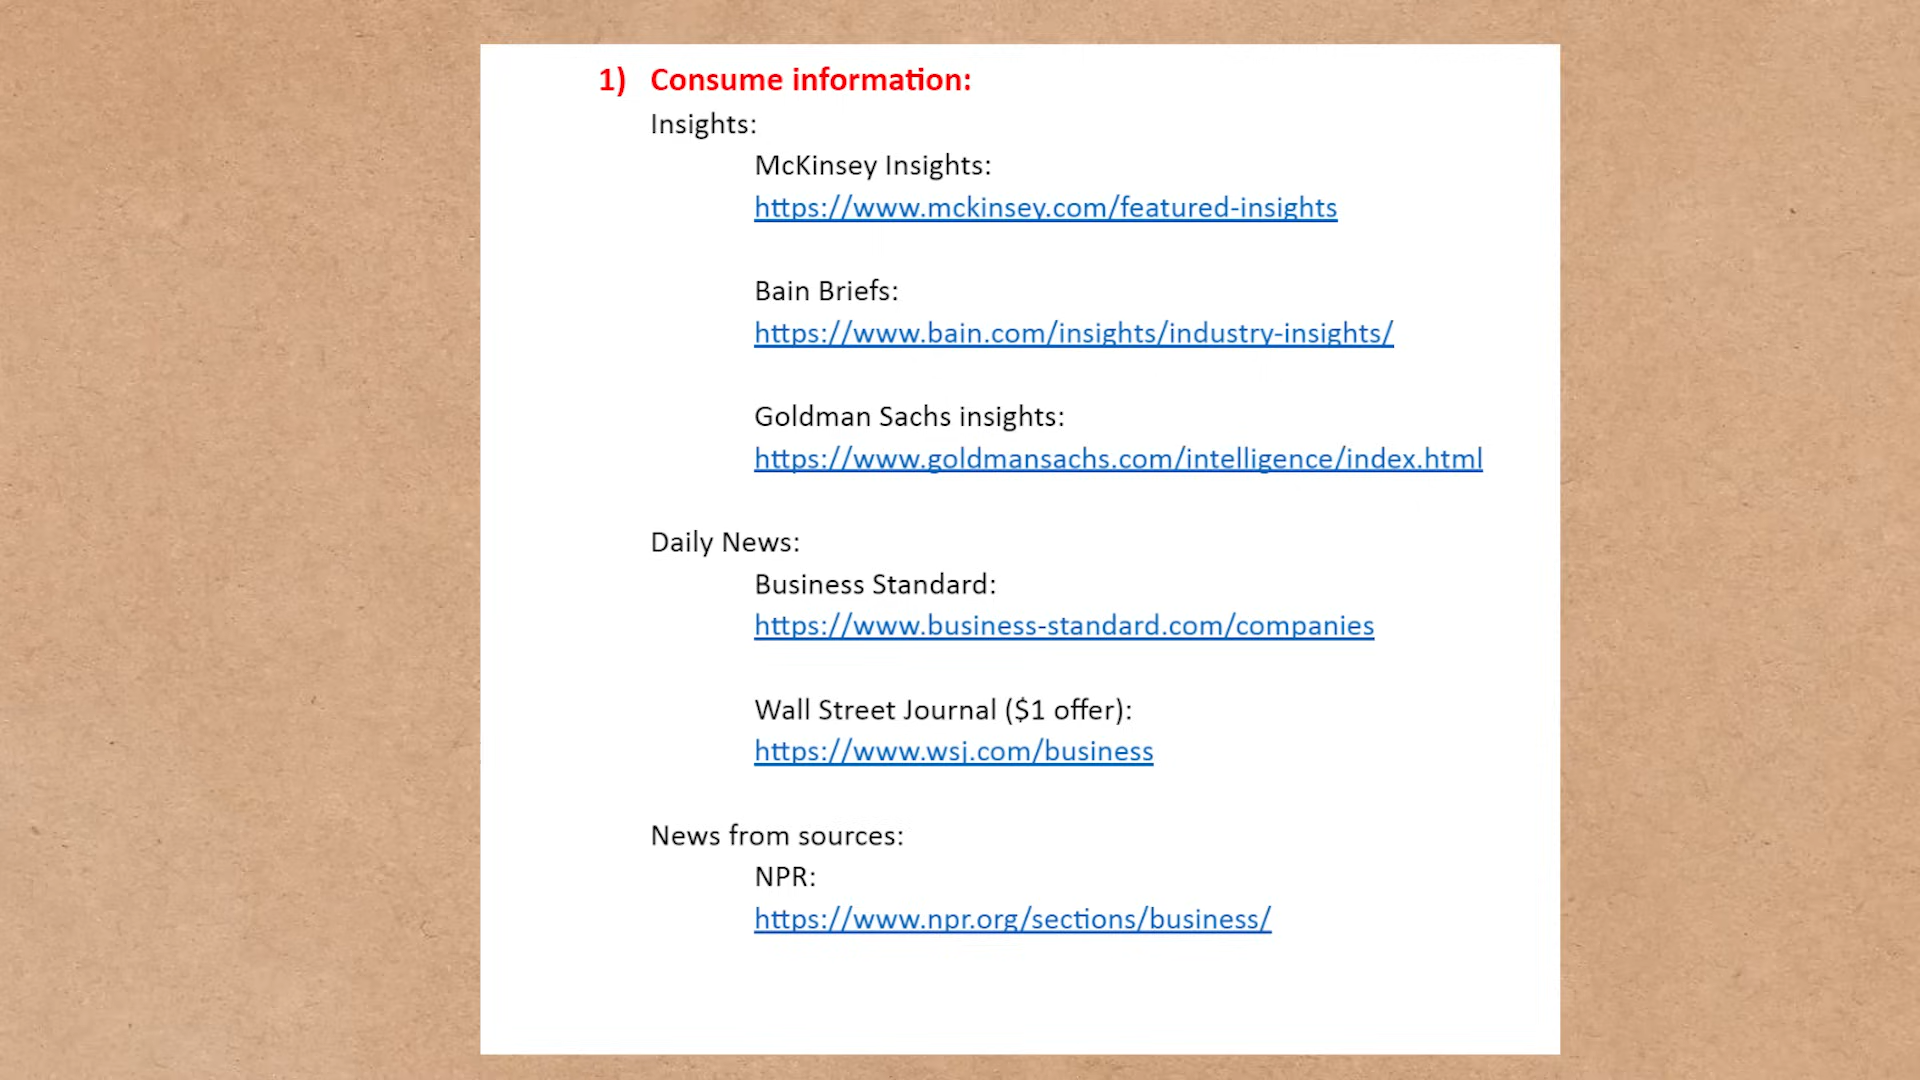 1) Consume information:
Insights:
McKinsey Insights:
https://www.mckinsey.com/featured-insights
Bain Briefs:
https://www.bain.com/insights/industry-insights/
Goldman Sachs insights:
https://www.goldmansachs.com/intelligence/index.html
Daily News:
Business Standard:
https://www.business-standard.com/companies
Wall Street Journal ($1 offer):
https://www.wsj.com/business
News from sources:
NPR:
https://www.npr.org/sections/business/